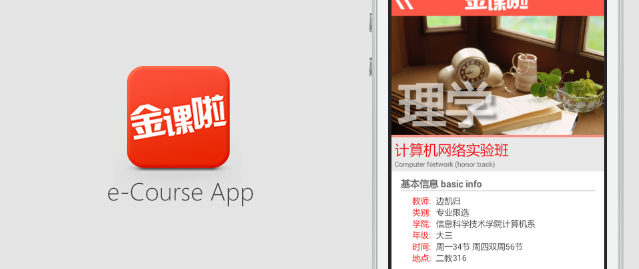 金课啦
e-Course App
金课啦
理学
计算机网络实验班
Computer Network (honor track)
基本信息 basic info
教师: 边凯归
类别: 专业限选
学院: 信息科学技术学院计算机系
年级: 大三
时间: 周一34节 周四双周56节
地点: 二教316